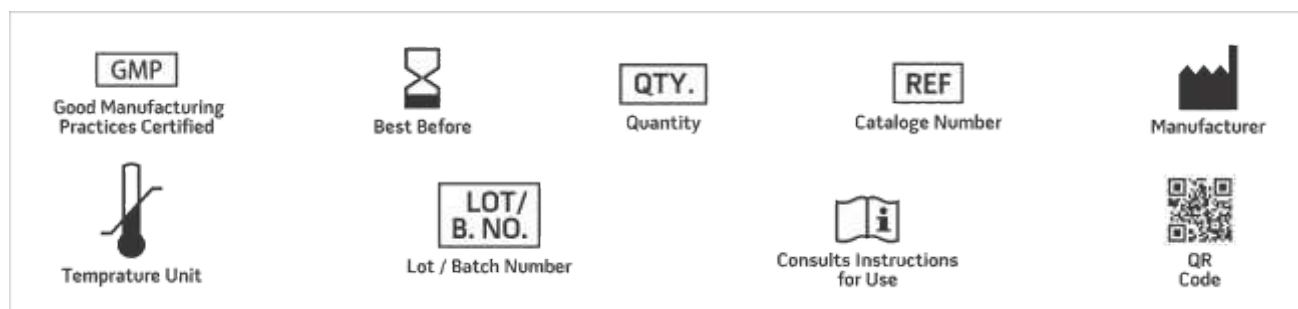 GMP
Good Manufacturing
Practices Certified
Best Before
QTY.
Quantity
REF
Cataloge Number
Manufacturer
Temprature Unit
LOT/
B. NO.
Lot / Batch Number
i
Consults Instructions
for Use
QR
Code